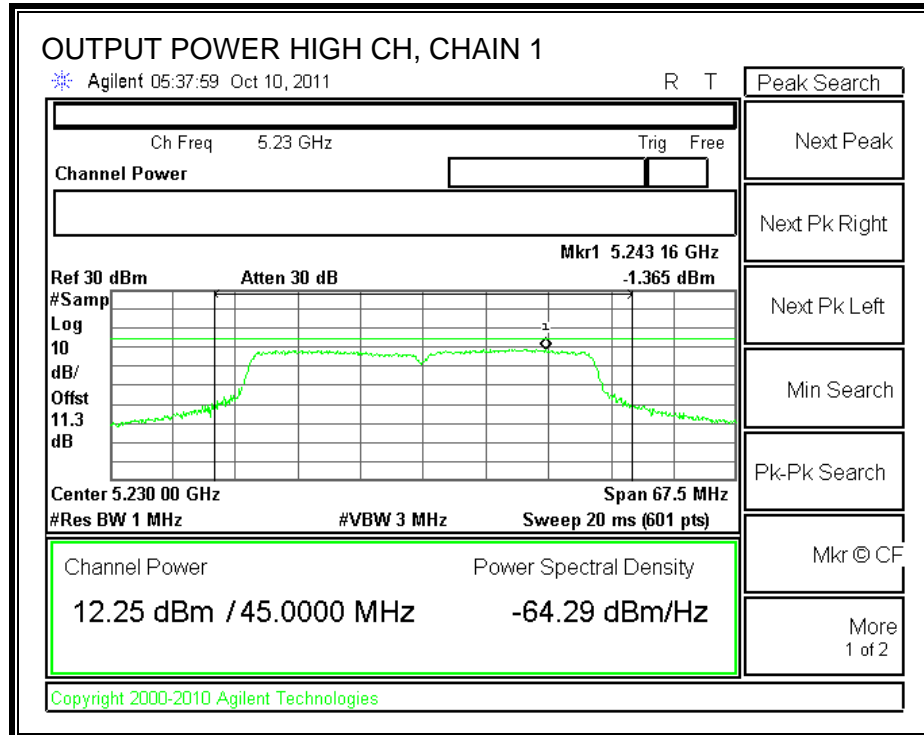 OUTPUT POWER HIGH CH, CHAIN 1
Agilent 05:37:59 Oct 10, 2011 R T
Peak Search
Ch Freq 5.23 GHz Trig Free
Channel Power
Mkr1 5.243 16 GHz
Ref 30 dBm Atten 30 dB -1.365 dBm
#Samp
Log
10
dB/
Offst
11.3
dB
1
Center 5.230 00 GHz Span 67.5 MHz
#Res BW 1 MHz #VBW 3 MHz Sweep 20 ms (601 pts)
Channel Power Power Spectral Density
12.25 dBm / 45.0000 MHz -64.29 dBm/Hz
Next Peak
Next Pk Right
Next Pk Left
Min Search
Pk-Pk Search
Mkr © CF
More
1 of 2
Copyright 2000-2010 Agilent Technologies